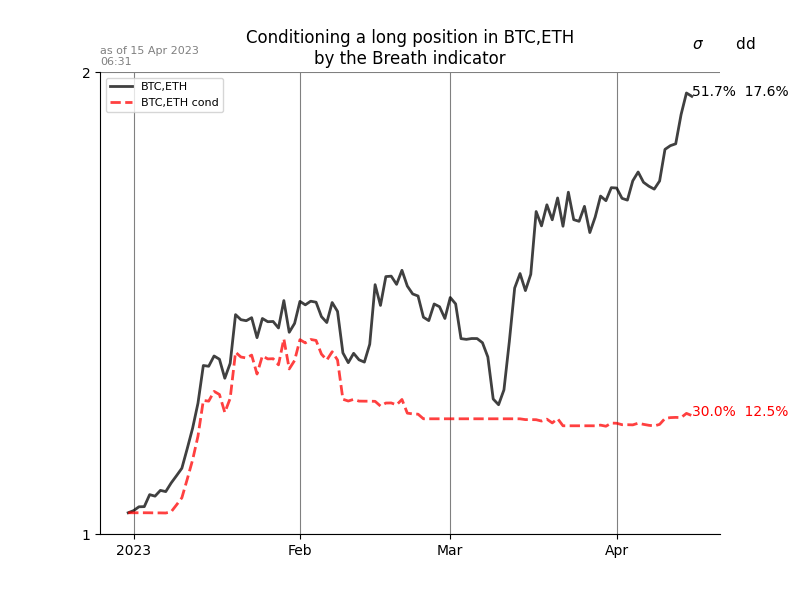 Conditioning a long position in BTC,ETH
by the Breath indicator
as of 15 Apr 2023
06:31
σ dd
2
BTC,ETH
BTC,ETH cond
51.7% 17.6%
30.0% 12.5%
1
2023 Feb Mar Apr